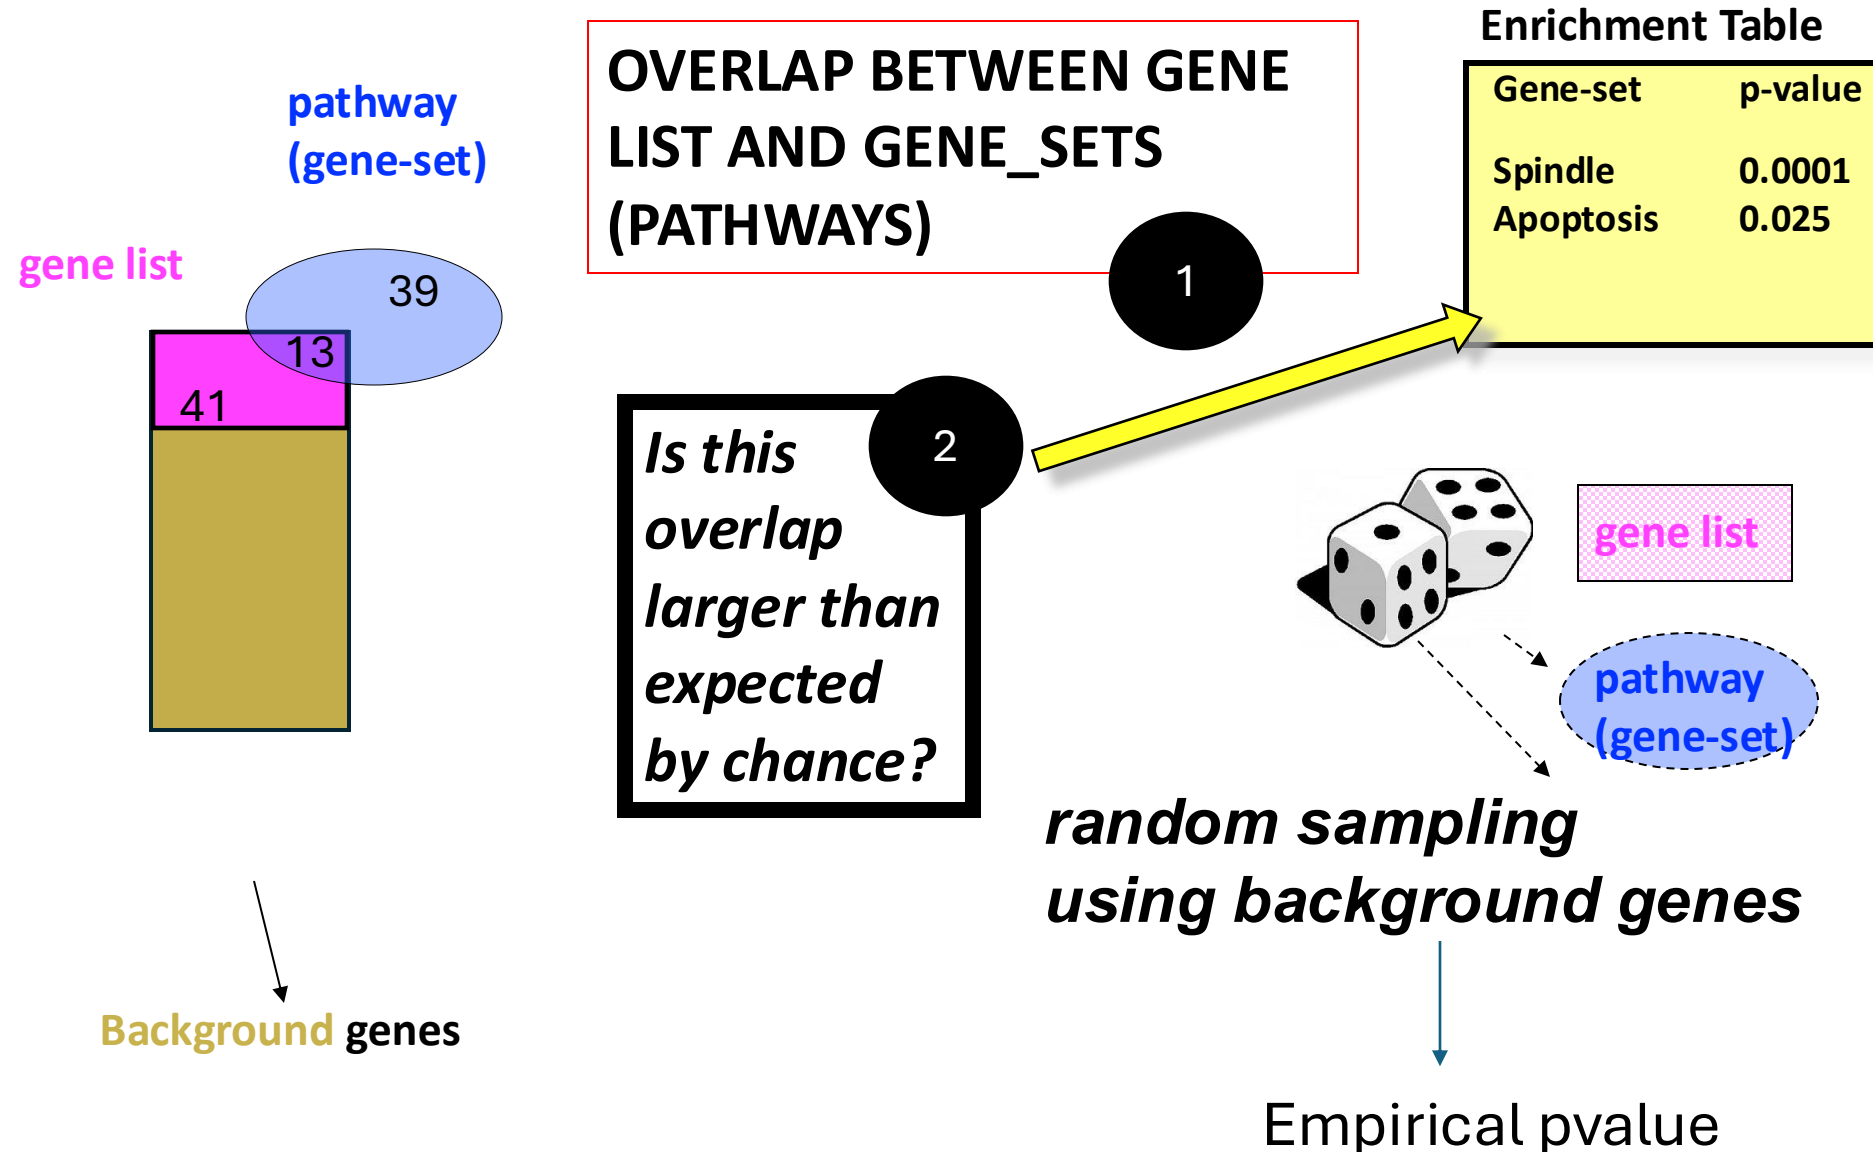 Enrichment Table
OVERLAP BETWEEN GENE
LIST AND GENE_SETS
(PATHWAYS)
1
Gene-set p-value
Spindle 0.0001
Apoptosis 0.025
pathway
(gene-set)
gene list
39
13
41
Is this
overlap
larger than
expected
by chance?
2
gene list
pathway
(gene-set)
random sampling
using background genes
Background genes
Empirical pvalue